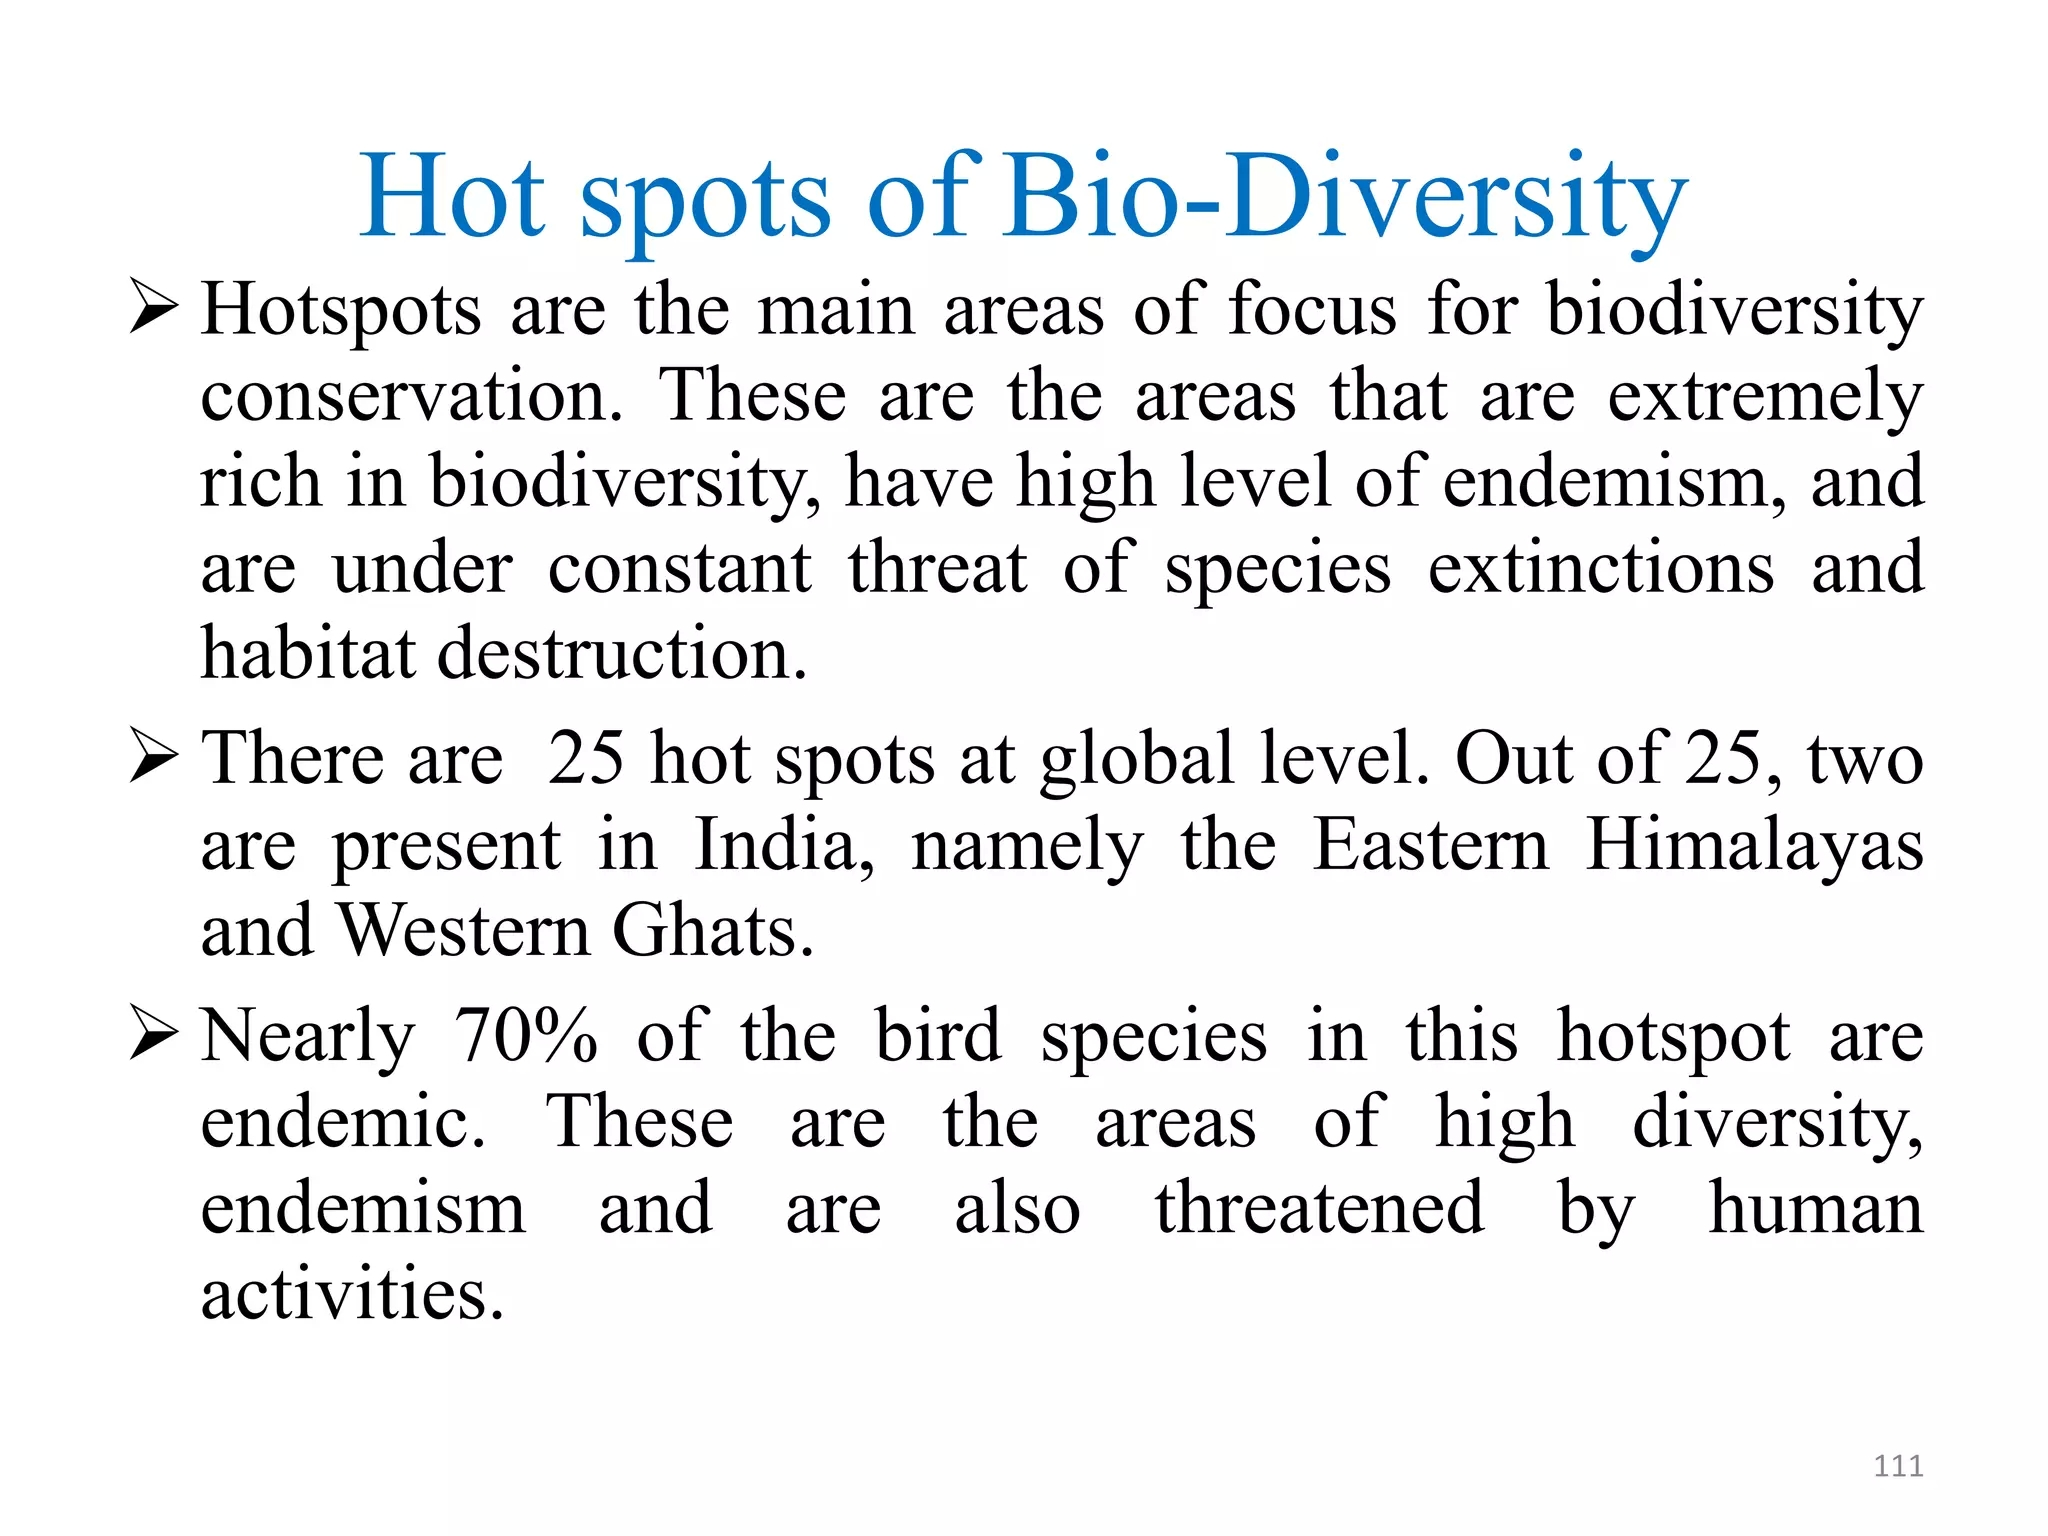 Hot spots of Bio-Diversity
➢ Hotspots are the main areas of focus for biodiversity
conservation. These are the areas that are extremely
rich in biodiversity, have high level of endemism, and
are under constant threat of species extinctions and
habitat destruction.
➢ There are  25 hot spots at global level. Out of 25, two
are present in India, namely the Eastern Himalayas
and Western Ghats.
➢ Nearly 70% of the bird species in this hotspot are
endemic. These are the areas of high diversity,
endemism and are also threatened by human
activities.
111